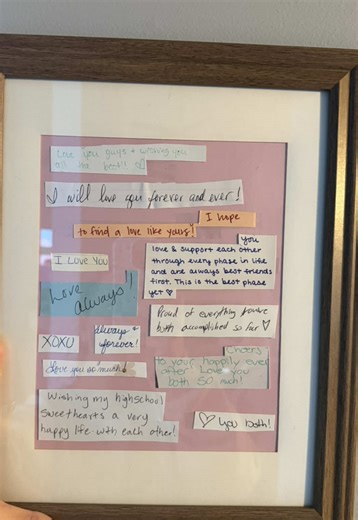 Love you guys + wishing you
all the best! ♡
I will love you forever and ever!
I hope
to find a love like yours!
You
love & support each other
through every phase in life
and are always best friends
first. This is the best phase
yet ♡
I Love You
Love
always!
Proud of everything you've
both accomplished so far ♡
XOXO
Always +
forever!
Love you so much!
Cheers
to your happily ever
after Love you
both SO much!
Wishing my highschool
sweethearts a very
happy life with each other!
♡ you both!